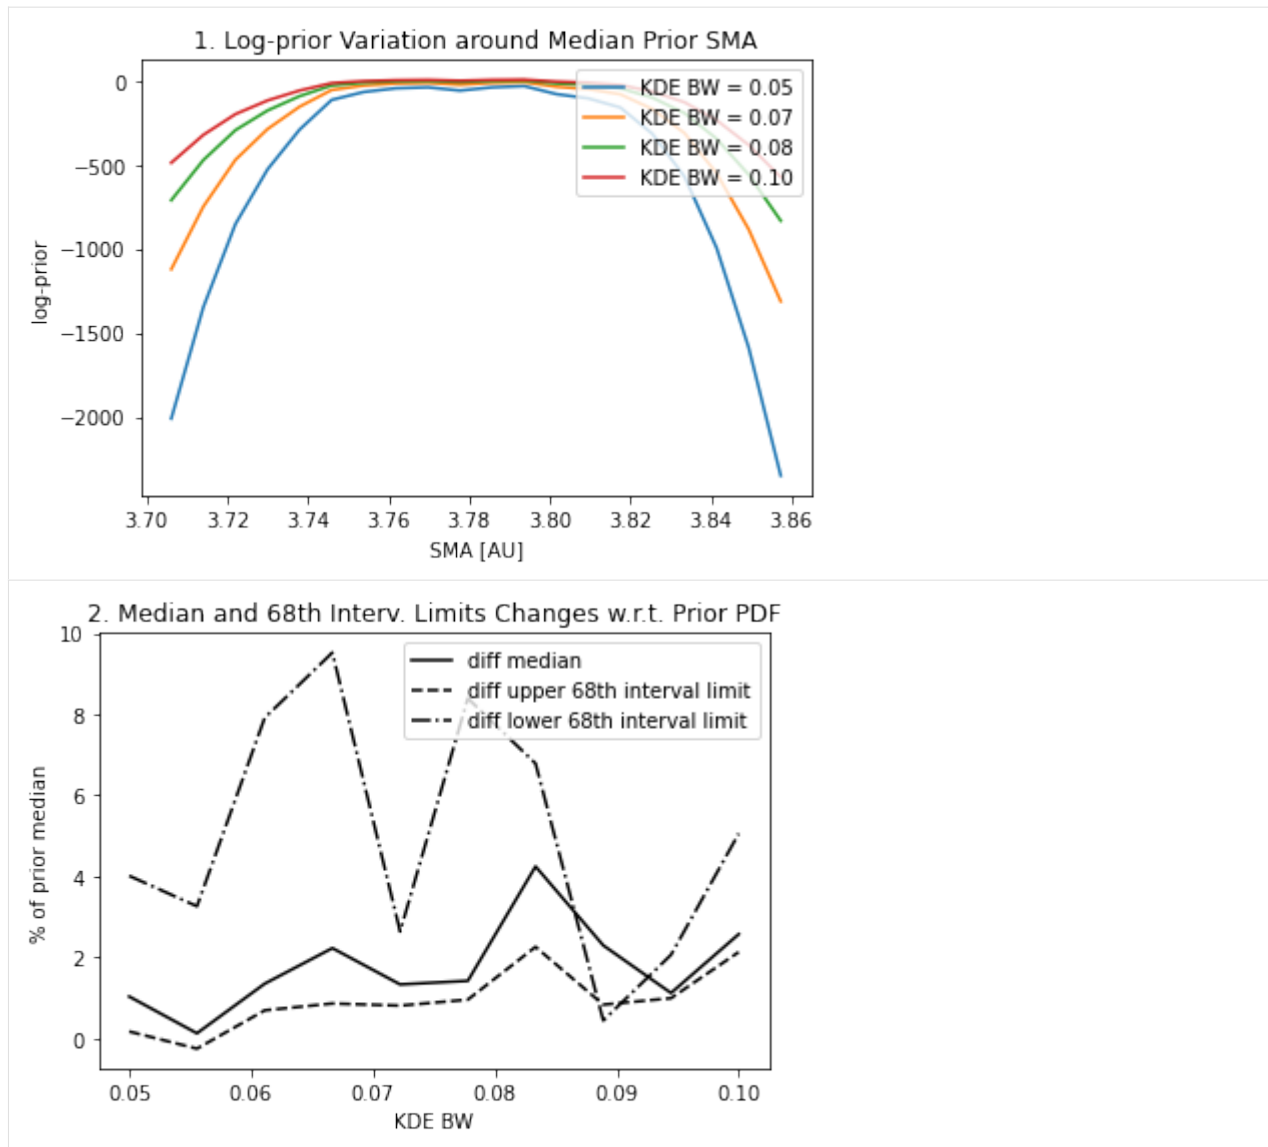 1. Log-prior Variation around Median Prior SMA
0
−500
−1000
−1500
−2000
log-prior
KDE BW = 0.05
KDE BW = 0.07
KDE BW = 0.08
KDE BW = 0.10
3.70 3.72 3.74 3.76 3.78 3.80 3.82 3.84 3.86
SMA [AU]
2. Median and 68th Interv. Limits Changes w.r.t. Prior PDF
10
8
6
4
2
0
% of prior median
diff median
diff upper 68th interval limit
diff lower 68th interval limit
0.05 0.06 0.07 0.08 0.09 0.10
KDE BW